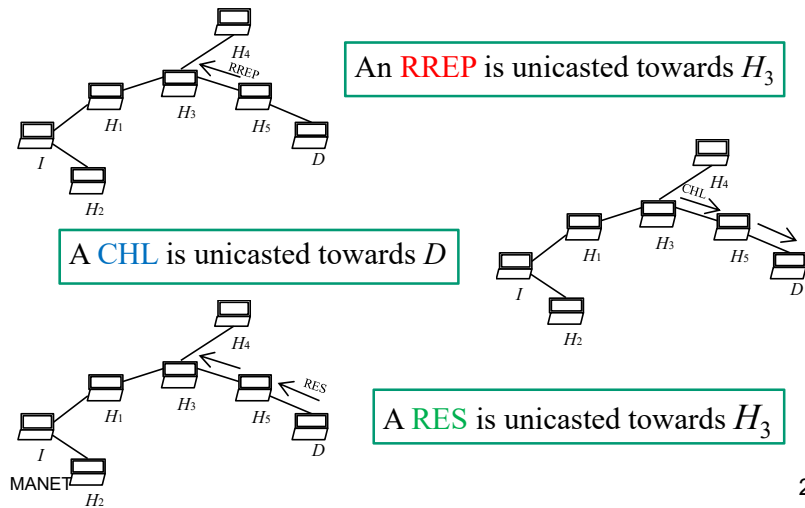 H4
RREP
An RREP is unicasted towards H3
H1
H3
H5
I
D
H2
CHL
H4
A CHL is unicasted towards D
H1
H3
H5
I
D
H2
H4
RES
H1
H3
H5
A RES is unicasted towards H3
I
D
MANET
H2
2